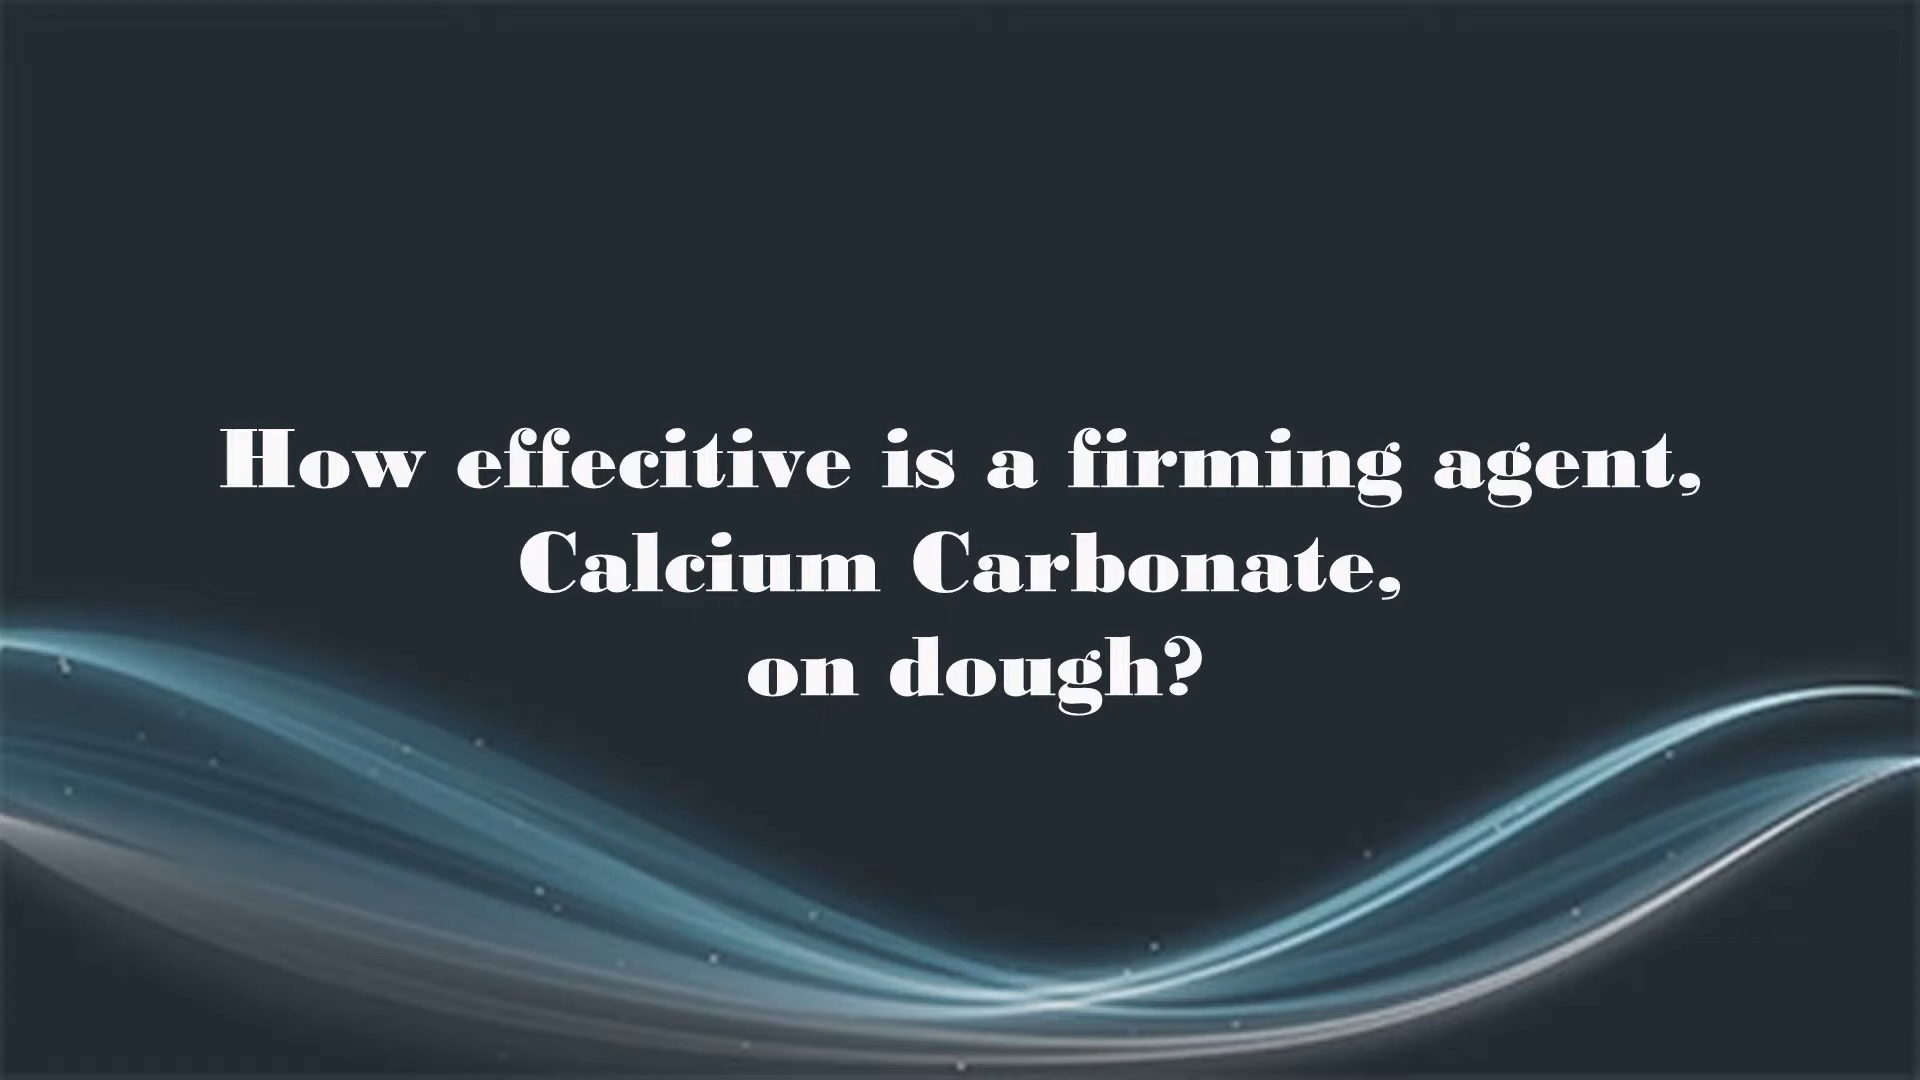 How effecitive is a firming agent,
Calcium Carbonate,
on dough?